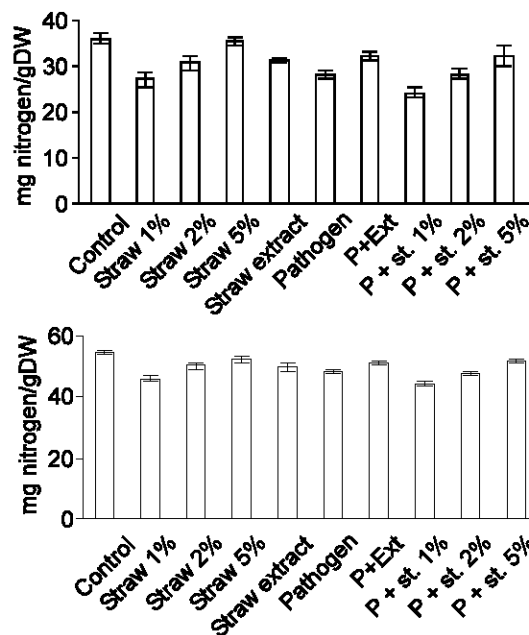 mg nitrogen/gDW
40
30
20
10
0
Control
Straw 1%
Straw 2%
Straw 5%
Straw extract
Pathogen
P+Ext
P + st. 1%
P + st. 2%
P + st. 5%
mg nitrogen/gDW
60
40
20
0
Control
Straw 1%
Straw 2%
Straw 5%
Straw extract
Pathogen
P+Ext
P + st. 1%
P + st. 2%
P + st. 5%